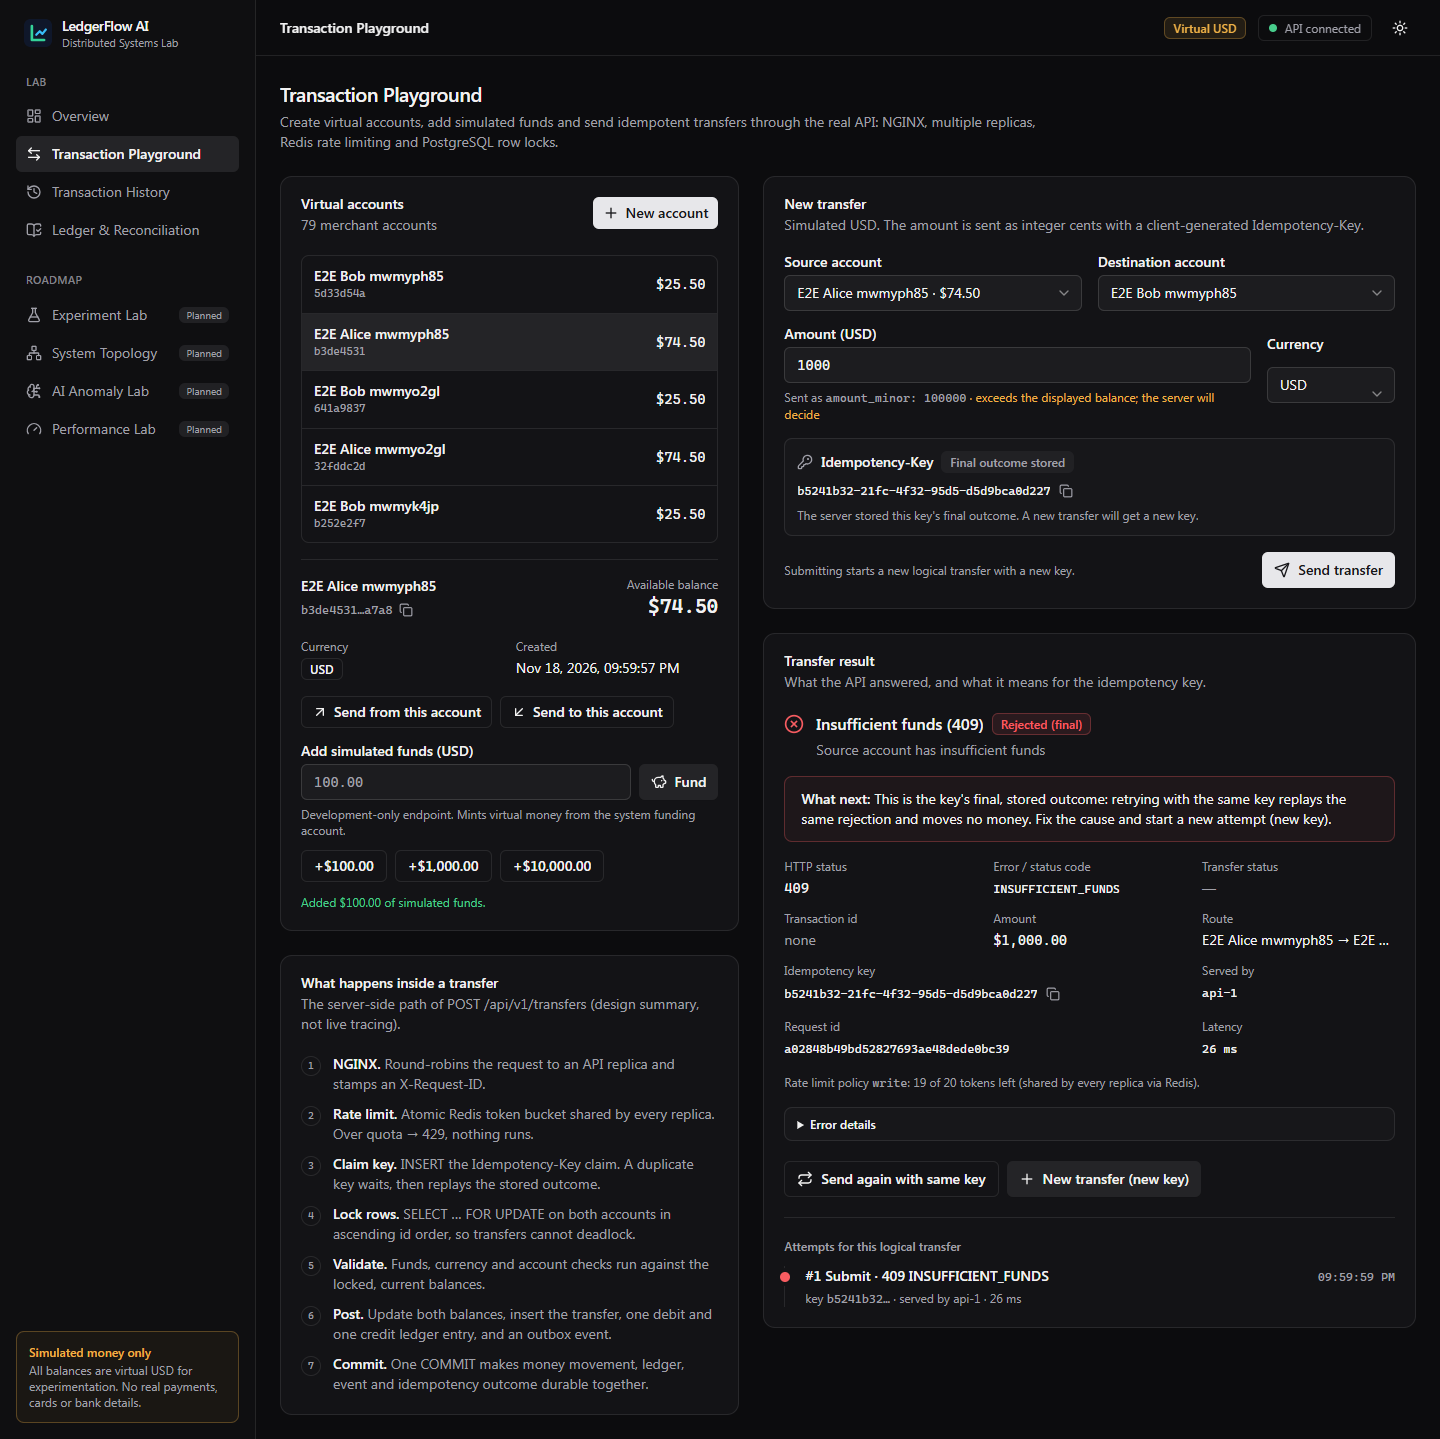 LedgerFlow AI
Distributed Systems Lab
LAB
Overview
Transaction Playground
Transaction History
Ledger & Reconciliation
ROADMAP
Experiment Lab Planned
System Topology Planned
AI Anomaly Lab Planned
Performance Lab Planned
Simulated money only
All balances are virtual USD for
experimentation. No real payments,
cards or bank details.
Transaction Playground
Virtual USD
API connected
Transaction Playground
Create virtual accounts, add simulated funds and send idempotent transfers through the real API: NGINX, multiple replicas,
Redis rate limiting and PostgreSQL row locks.
Virtual accounts
79 merchant accounts
New account
E2E Bob mwmyph85
5d33d54a
$25.50
E2E Alice mwmyph85
b3de4531
$74.50
E2E Bob mwmyo2gl
641a9837
$25.50
E2E Alice mwmyo2gl
32fddc2d
$74.50
E2E Bob mwmyk4jp
b252e2f7
$25.50
E2E Alice mwmyph85
b3de4531…a7a8
Available balance
$74.50
Currency
USD
Created
Nov 18, 2026, 09:59:57 PM
Send from this account
Send to this account
Add simulated funds (USD)
100.00
Fund
Development-only endpoint. Mints virtual money from the system funding
account.
+$100.00
+$1,000.00
+$10,000.00
Added $100.00 of simulated funds.
What happens inside a transfer
The server-side path of POST /api/v1/transfers (design summary,
not live tracing).
1 NGINX. Round-robins the request to an API replica and
stamps an X-Request-ID.
2 Rate limit. Atomic Redis token bucket shared by every replica.
Over quota → 429, nothing runs.
3 Claim key. INSERT the Idempotency-Key claim. A duplicate
key waits, then replays the stored outcome.
4 Lock rows. SELECT … FOR UPDATE on both accounts in
ascending id order, so transfers cannot deadlock.
5 Validate. Funds, currency and account checks run against the
locked, current balances.
6 Post. Update both balances, insert the transfer, one debit and
one credit ledger entry, and an outbox event.
7 Commit. One COMMIT makes money movement, ledger,
event and idempotency outcome durable together.
New transfer
Simulated USD. The amount is sent as integer cents with a client-generated Idempotency-Key.
Source account
E2E Alice mwmyph85 · $74.50
Destination account
E2E Bob mwmyph85
Amount (USD)
1000
Sent as amount_minor: 100000 · exceeds the displayed balance; the server will
decide
Currency
USD
Idempotency-Key Final outcome stored
b5241b32-21fc-4f32-95d5-d5d9bca0d227
The server stored this key's final outcome. A new transfer will get a new key.
Submitting starts a new logical transfer with a new key.
Send transfer
Transfer result
What the API answered, and what it means for the idempotency key.
Insufficient funds (409) Rejected (final)
Source account has insufficient funds
What next: This is the key's final, stored outcome: retrying with the same key replays the
same rejection and moves no money. Fix the cause and start a new attempt (new key).
HTTP status
409
Error / status code
INSUFFICIENT_FUNDS
Transfer status
—
Transaction id
none
Amount
$1,000.00
Route
E2E Alice mwmyph85 → E2E ...
Idempotency key
b5241b32-21fc-4f32-95d5-d5d9bca0d227
Served by
api-1
Request id
a02848b49bd52827693ae48dede0bc39
Latency
26 ms
Rate limit policy write: 19 of 20 tokens left (shared by every replica via Redis).
Error details
Send again with same key
New transfer (new key)
Attempts for this logical transfer
#1 Submit · 409 INSUFFICIENT_FUNDS
09:59:59 PM
key b5241b32… · served by api-1 · 26 ms